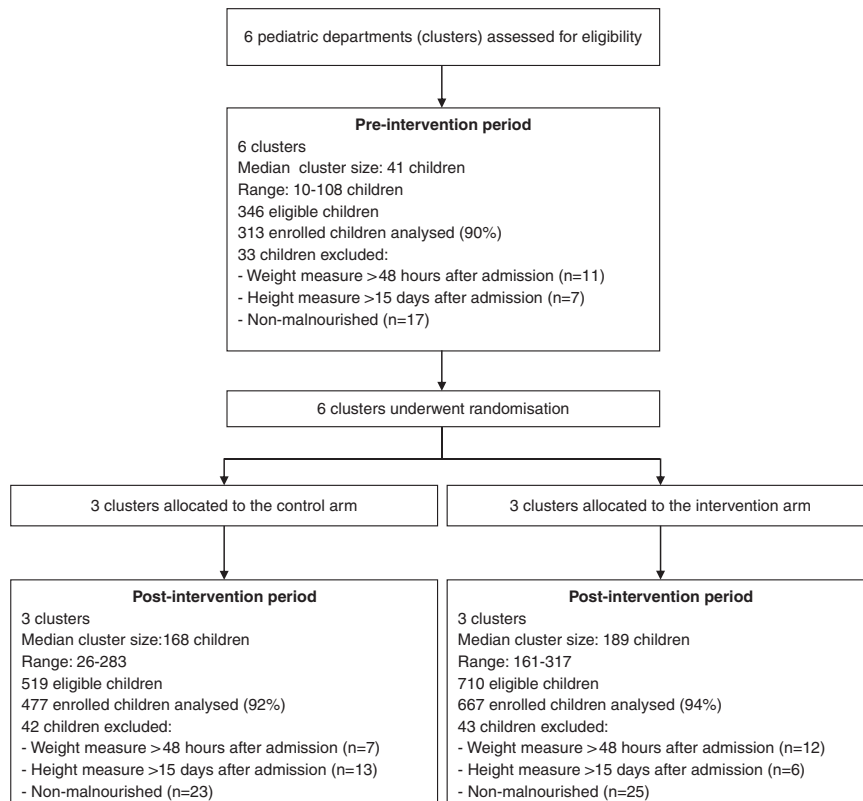 6 pediatric departments (clusters) assessed for eligibility
Pre-intervention period
6 clusters
Median cluster size: 41 children
Range: 10-108 children
346 eligible children
313 enrolled children analysed (90%)
33 children excluded:
- Weight measure >48 hours after admission (n=11)
- Height measure >15 days after admission (n=7)
- Non-malnourished (n=17)
6 clusters underwent randomisation
3 clusters allocated to the control arm
3 clusters allocated to the intervention arm
Post-intervention period
3 clusters
Median cluster size:168 children
Range: 26-283
519 eligible children
477 enrolled children analysed (92%)
42 children excluded:
- Weight measure >48 hours after admission (n=7)
- Height measure >15 days after admission (n=13)
- Non-malnourished (n=23)
Post-intervention period
3 clusters
Median cluster size: 189 children
Range: 161-317
710 eligible children
667 enrolled children analysed (94%)
43 children excluded:
- Weight measure >48 hours after admission (n=12)
- Height measure >15 days after admission (n=6)
- Non-malnourished (n=25)